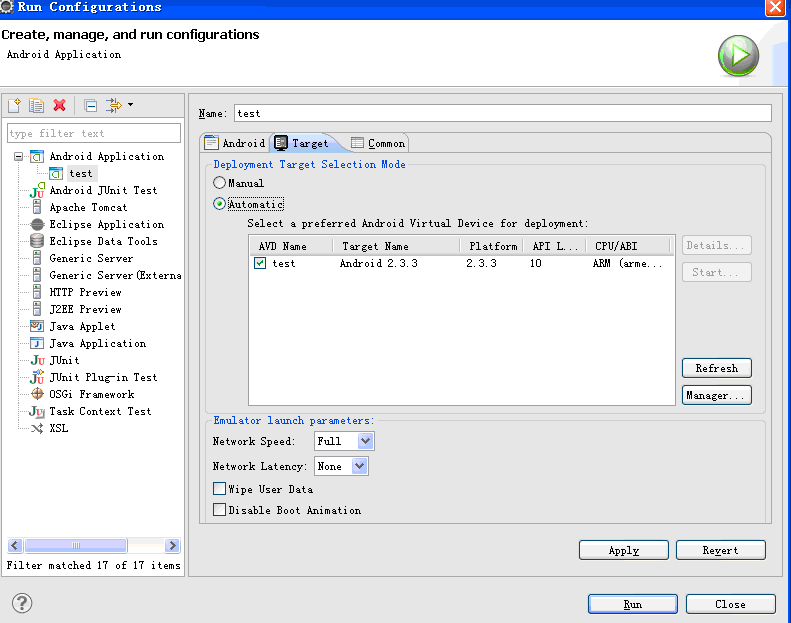 Run Configurations
Create, manage, and run configurations
Android Application
type filter text
Android Application
test
Android JUnit Test
Apache Tomcat
Eclipse Application
Eclipse Data Tools
Generic Server
Generic Server(Externa
HTTP Preview
J2EE Preview
Java Applet
Java Application
JUnit
JUnit Plug-in Test
OSGi Framework
Task Context Test
XSL
Filter matched 17 of 17 items
Name: test
Android Target Common
Deployment Target Selection Mode
Manual
Automatic
Select a preferred Android Virtual Device for deployment:
AVD Name Target Name Platform API L... CPU/ABI
test Android 2.3.3 2.3.3 10 ARM (arme...
Details...
Start...
Refresh
Manager...
Emulator launch parameters:
Network Speed: Full
Network Latency: None
Wipe User Data
Disable Boot Animation
Apply Revert
? Run Close